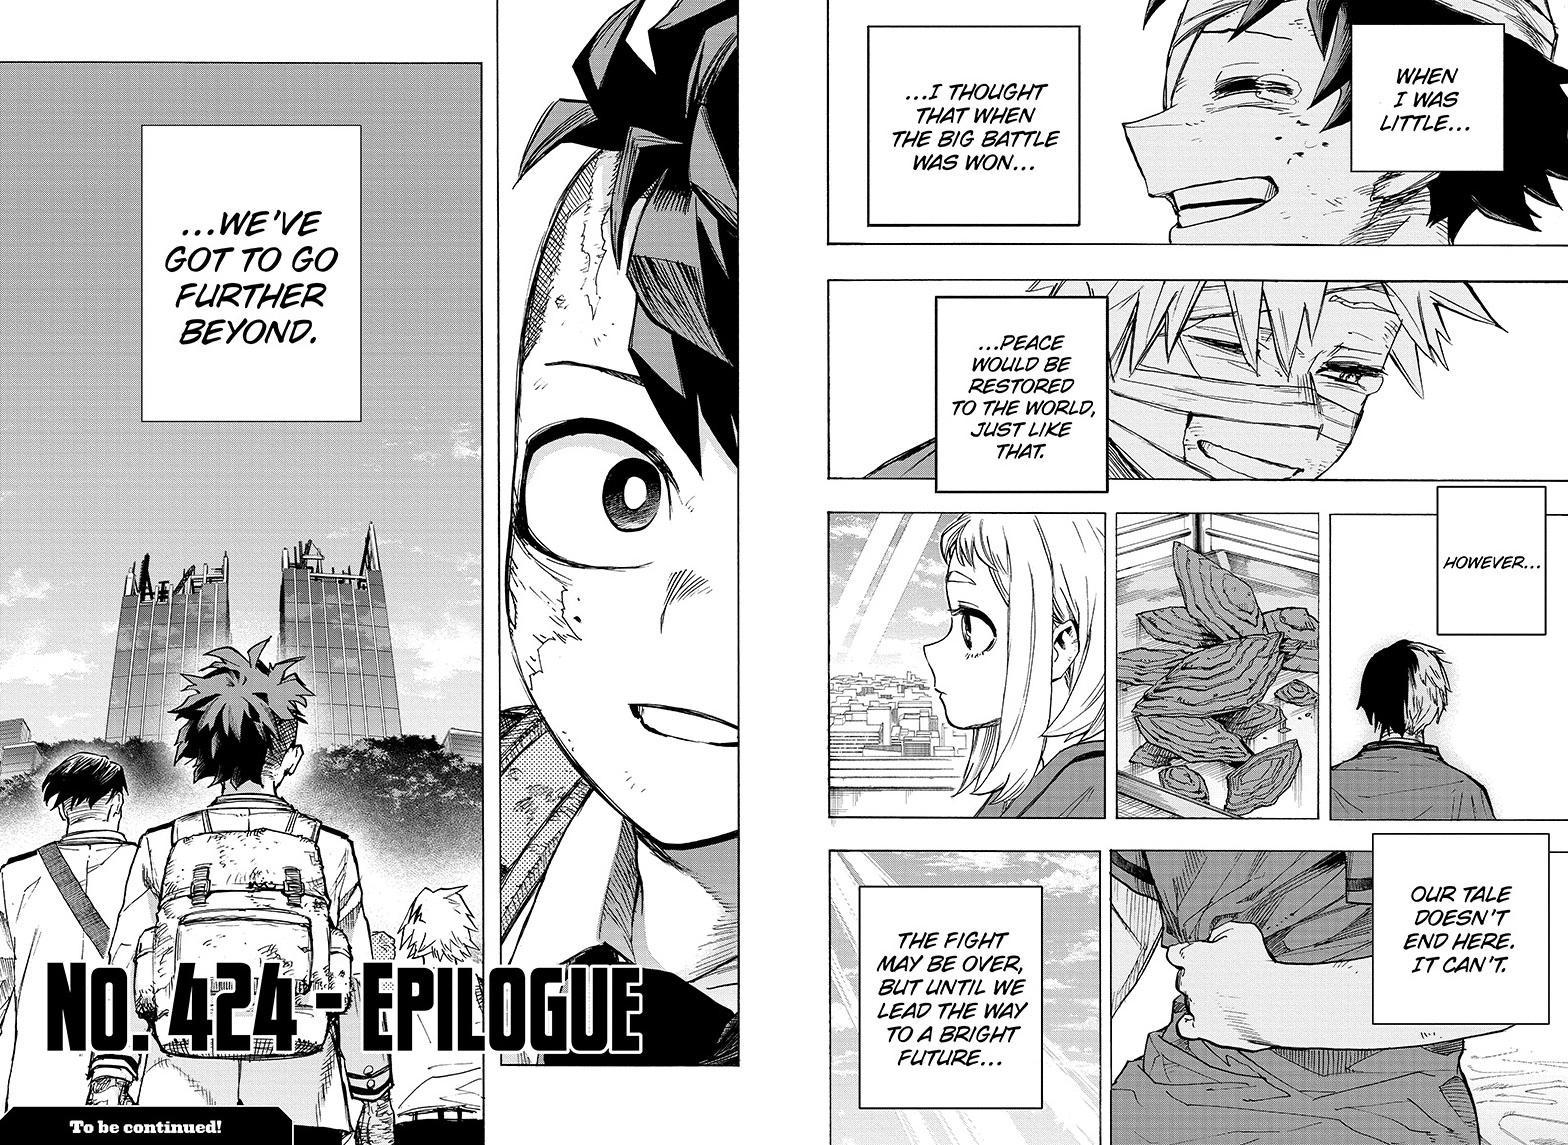 WHEN
I WAS
LITTLE...
...I THOUGHT
THAT WHEN
THE BIG BATTLE
WAS WON...
...PEACE
WOULD BE
RESTORED
TO THE WORLD,
JUST LIKE
THAT.
HOWEVER...
OUR TALE
DOESN'T
END HERE.
IT CAN'T.
THE FIGHT
MAY BE OVER,
BUT UNTIL WE
LEAD THE WAY
TO A BRIGHT
FUTURE...
...WE'VE
GOT TO GO
FURTHER
BEYOND.
NO. 424 - EPILOGUE
To be continued!